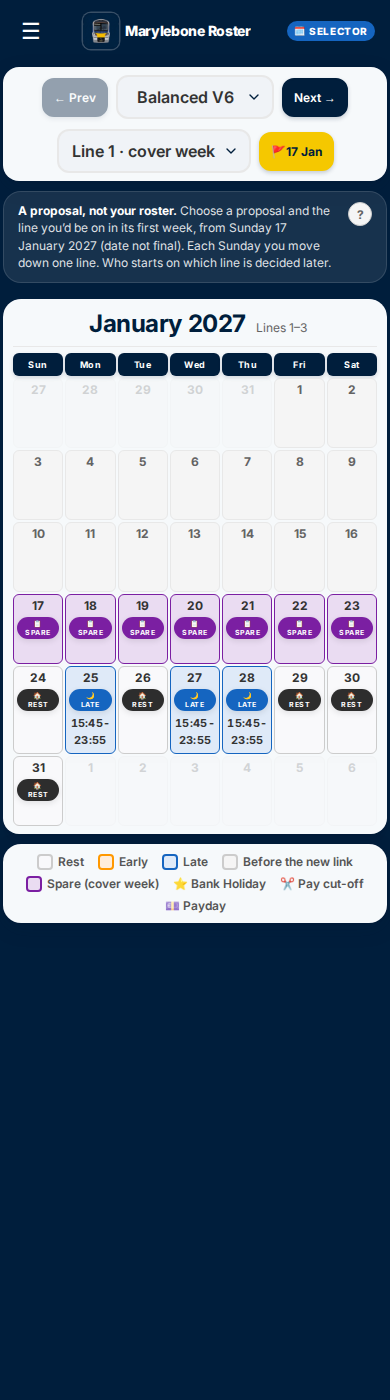 ☰ Marylebone Roster 🗓️ SELECTOR
← Prev Balanced V6 Next →
Line 1 · cover week 🚩17 Jan
A proposal, not your roster. Choose a proposal and the
line you'd be on in its first week, from Sunday 17
January 2027 (date not final). Each Sunday you move
down one line. Who starts on which line is decided later.
?
January 2027 Lines 1–3
Sun Mon Tue Wed Thu Fri Sat
27 28 29 30 31 1 2
3 4 5 6 7 8 9
10 11 12 13 14 15 16
17 18 19 20 21 22 23
SPARE SPARE SPARE SPARE SPARE SPARE SPARE
24 25 26 27 28 29 30
REST LATE REST LATE LATE REST REST
15:45- 15:45- 15:45-
23:55 23:55 23:55
31 1 2 3 4 5 6
REST
Rest Early Late Before the new link
Spare (cover week) ⭐ Bank Holiday ✂️ Pay cut-off
💷 Payday